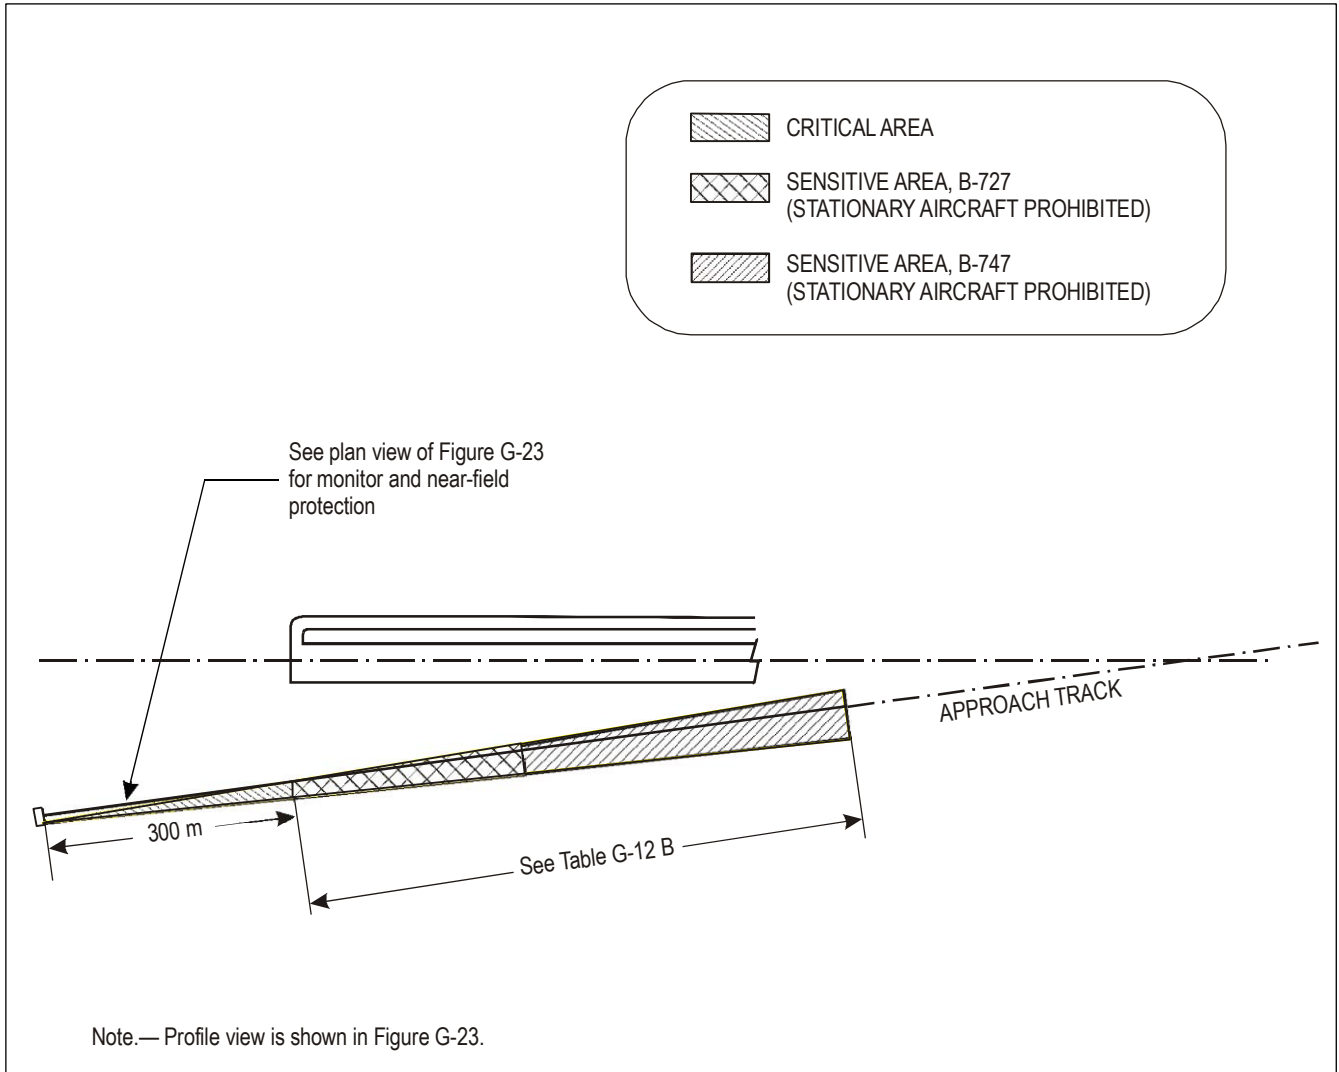 CRITICAL AREA
SENSITIVE AREA, B-727
(STATIONARY AIRCRAFT PROHIBITED)
SENSITIVE AREA, B-747
(STATIONARY AIRCRAFT PROHIBITED)
See plan view of Figure G-23
for monitor and near-field
protection
APPROACH TRACK
300 m
See Table G-12 B
Note.— Profile view is shown in Figure G-23.